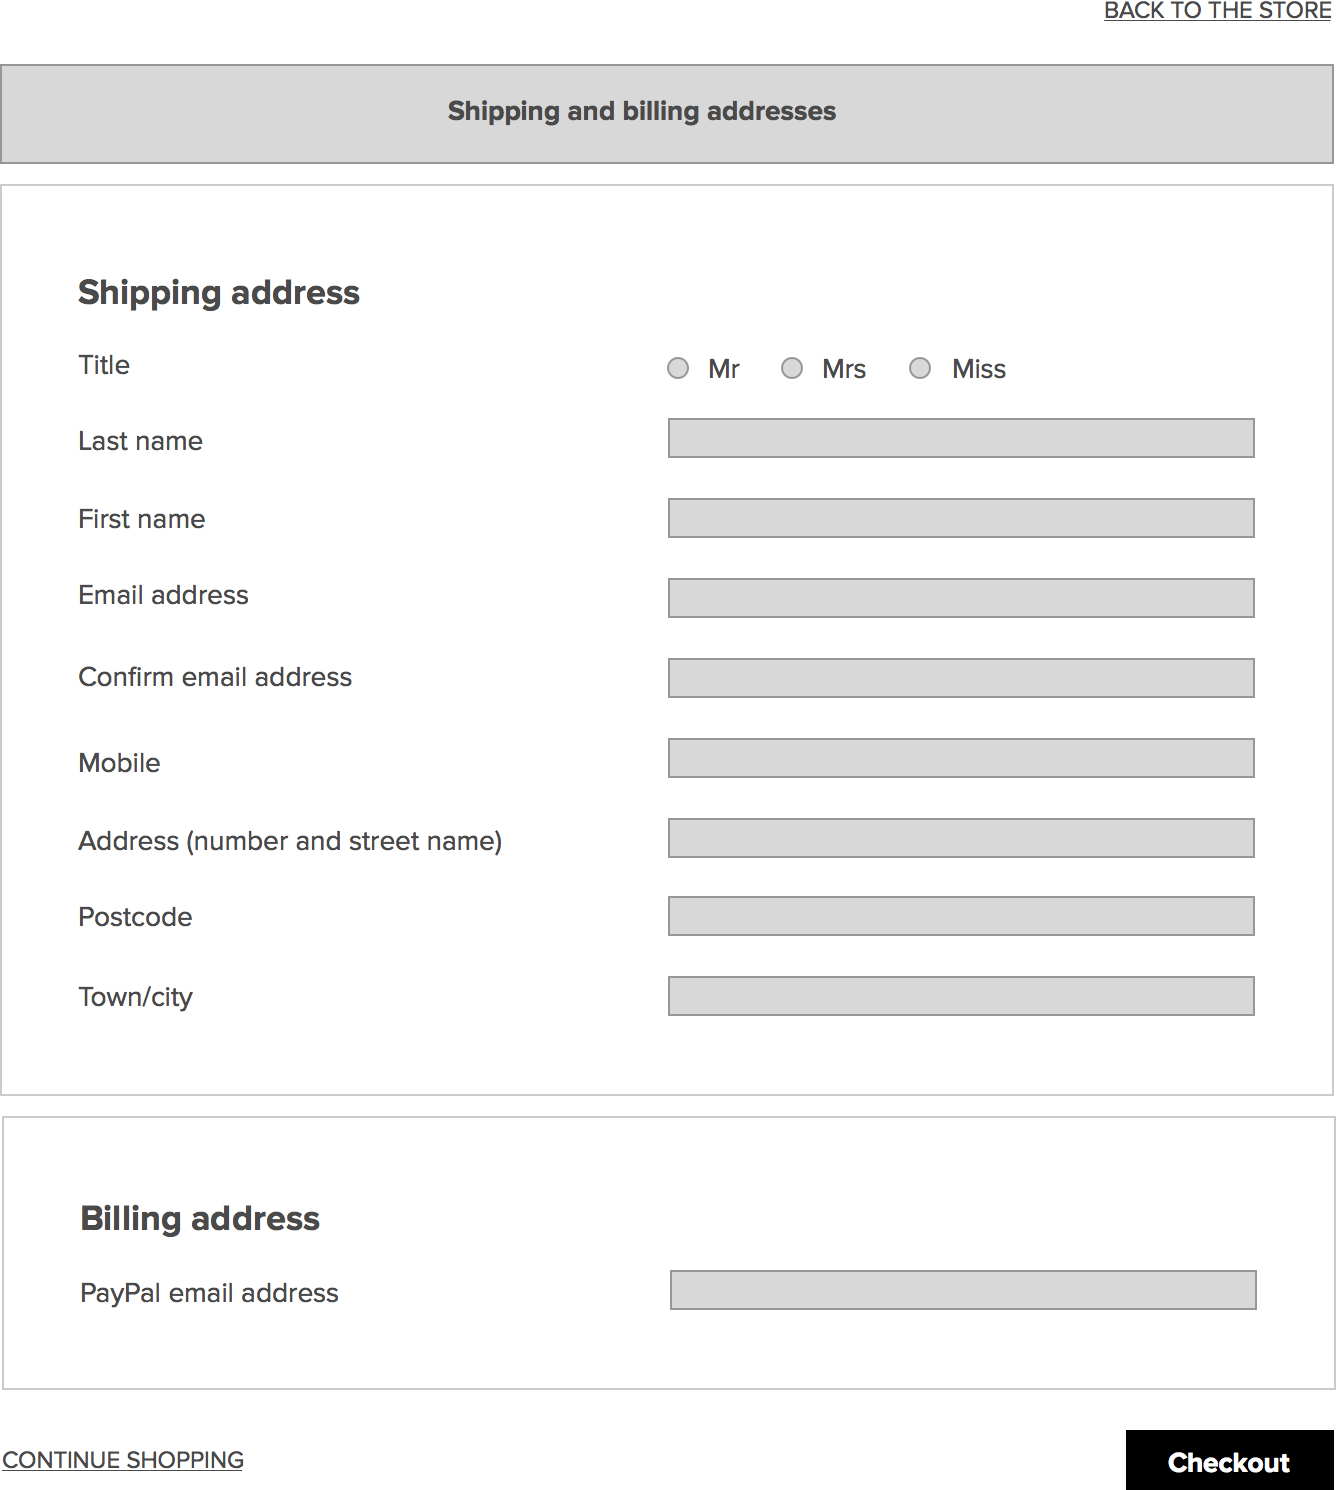 BACK TO THE STORE
Shipping and billing addresses
Shipping address
Title Mr Mrs Miss
Last name
First name
Email address
Confirm email address
Mobile
Address (number and street name)
Postcode
Town/city
Billing address
PayPal email address
CONTINUE SHOPPING Checkout